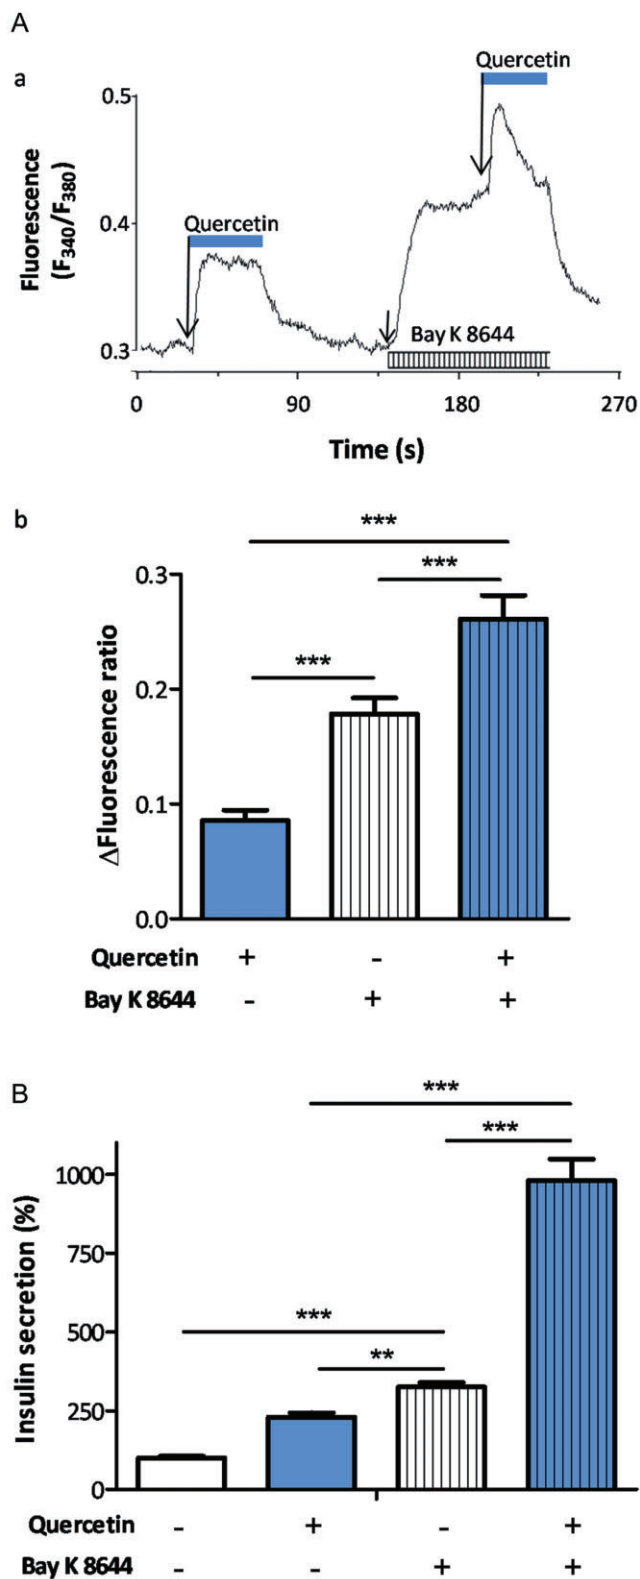 A
a
Quercetin
0.5
Quercetin
0.4
0.3
Fluorescence
(F340/F380)
Bay K 8644
0 90 180 270
Time (s)
b
***
***
***
0.3
0.2
0.1
0.0
ΔFluorescence ratio
Quercetin + - +
Bay K 8644 - + +
B
***
***
***
**
1000
750
500
250
0
Insulin secretion (%)
Quercetin - + - +
Bay K 8644 - - + +